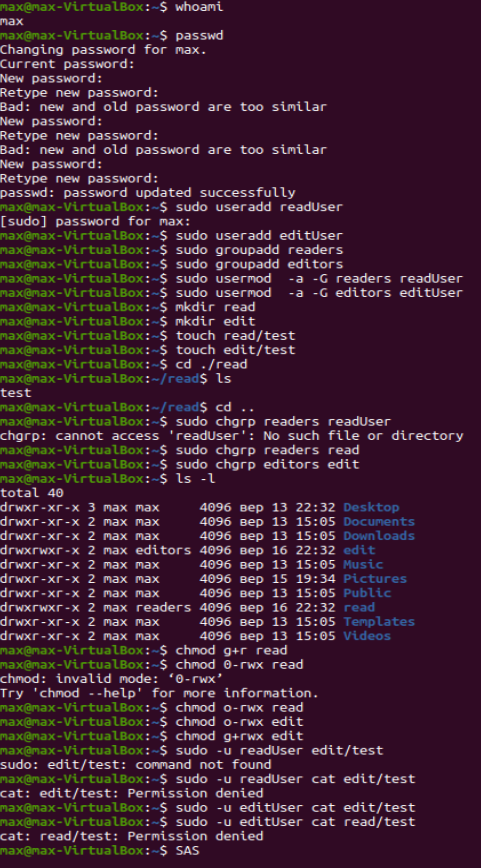 max@max-VirtualBox:~$ whoami
max
max@max-VirtualBox:~$ passwd
Changing password for max.
Current password:
New password:
Retype new password:
Bad: new and old password are too similar
New password:
Retype new password:
Bad: new and old password are too similar
New password:
Retype new password:
passwd: password updated successfully
max@max-VirtualBox:~$ sudo useradd readUser
[sudo] password for max:
max@max-VirtualBox:~$ sudo useradd editUser
max@max-VirtualBox:~$ sudo groupadd readers
max@max-VirtualBox:~$ sudo groupadd editors
max@max-VirtualBox:~$ sudo usermod  -a -G readers readUser
max@max-VirtualBox:~$ sudo usermod  -a -G editors editUser
max@max-VirtualBox:~$ mkdir read
max@max-VirtualBox:~$ mkdir edit
max@max-VirtualBox:~$ touch read/test
max@max-VirtualBox:~$ touch edit/test
max@max-VirtualBox:~$ cd ./read
max@max-VirtualBox:~/read$ ls
test
max@max-VirtualBox:~/read$ cd ..
max@max-VirtualBox:~$ sudo chgrp readers readUser
chgrp: cannot access 'readUser': No such file or directory
max@max-VirtualBox:~$ sudo chgrp readers read
max@max-VirtualBox:~$ sudo chgrp editors edit
max@max-VirtualBox:~$ ls -l
total 40
drwxr-xr-x 3 max max     4096 вер 13 22:32 Desktop
drwxr-xr-x 2 max max     4096 вер 13 15:05 Documents
drwxr-xr-x 2 max max     4096 вер 13 15:05 Downloads
drwxrwxr-x 2 max editors 4096 вер 16 22:32 edit
drwxr-xr-x 2 max max     4096 вер 13 15:05 Music
drwxr-xr-x 2 max max     4096 вер 15 19:34 Pictures
drwxr-xr-x 2 max max     4096 вер 13 15:05 Public
drwxrwxr-x 2 max readers 4096 вер 16 22:32 read
drwxr-xr-x 2 max max     4096 вер 13 15:05 Templates
drwxr-xr-x 2 max max     4096 вер 13 15:05 Videos
max@max-VirtualBox:~$ chmod g+r read
max@max-VirtualBox:~$ chmod 0-rwx read
chmod: invalid mode: ‘0-rwx’
Try 'chmod --help' for more information.
max@max-VirtualBox:~$ chmod o-rwx read
max@max-VirtualBox:~$ chmod o-rwx edit
max@max-VirtualBox:~$ chmod g+rwx edit
max@max-VirtualBox:~$ sudo -u readUser edit/test
sudo: edit/test: command not found
max@max-VirtualBox:~$ sudo -u readUser cat edit/test
cat: edit/test: Permission denied
max@max-VirtualBox:~$ sudo -u editUser cat edit/test
max@max-VirtualBox:~$ sudo -u editUser cat read/test
cat: read/test: Permission denied
max@max-VirtualBox:~$ SAS